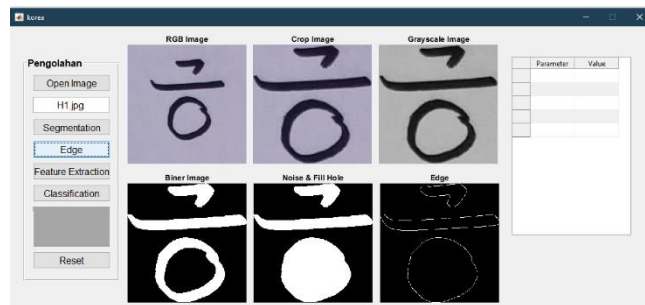 korea
Pengolahan
Open Image
H1.jpg
Segmentation
Edge
Feature Extraction
Classification
Reset
RGB Image Crop Image Grayscale Image
ㅎ ㅎ ㅎ
Biner Image Noise & Fill Hole Edge
ㅎ ㅎ ㅎ
Parameter Value